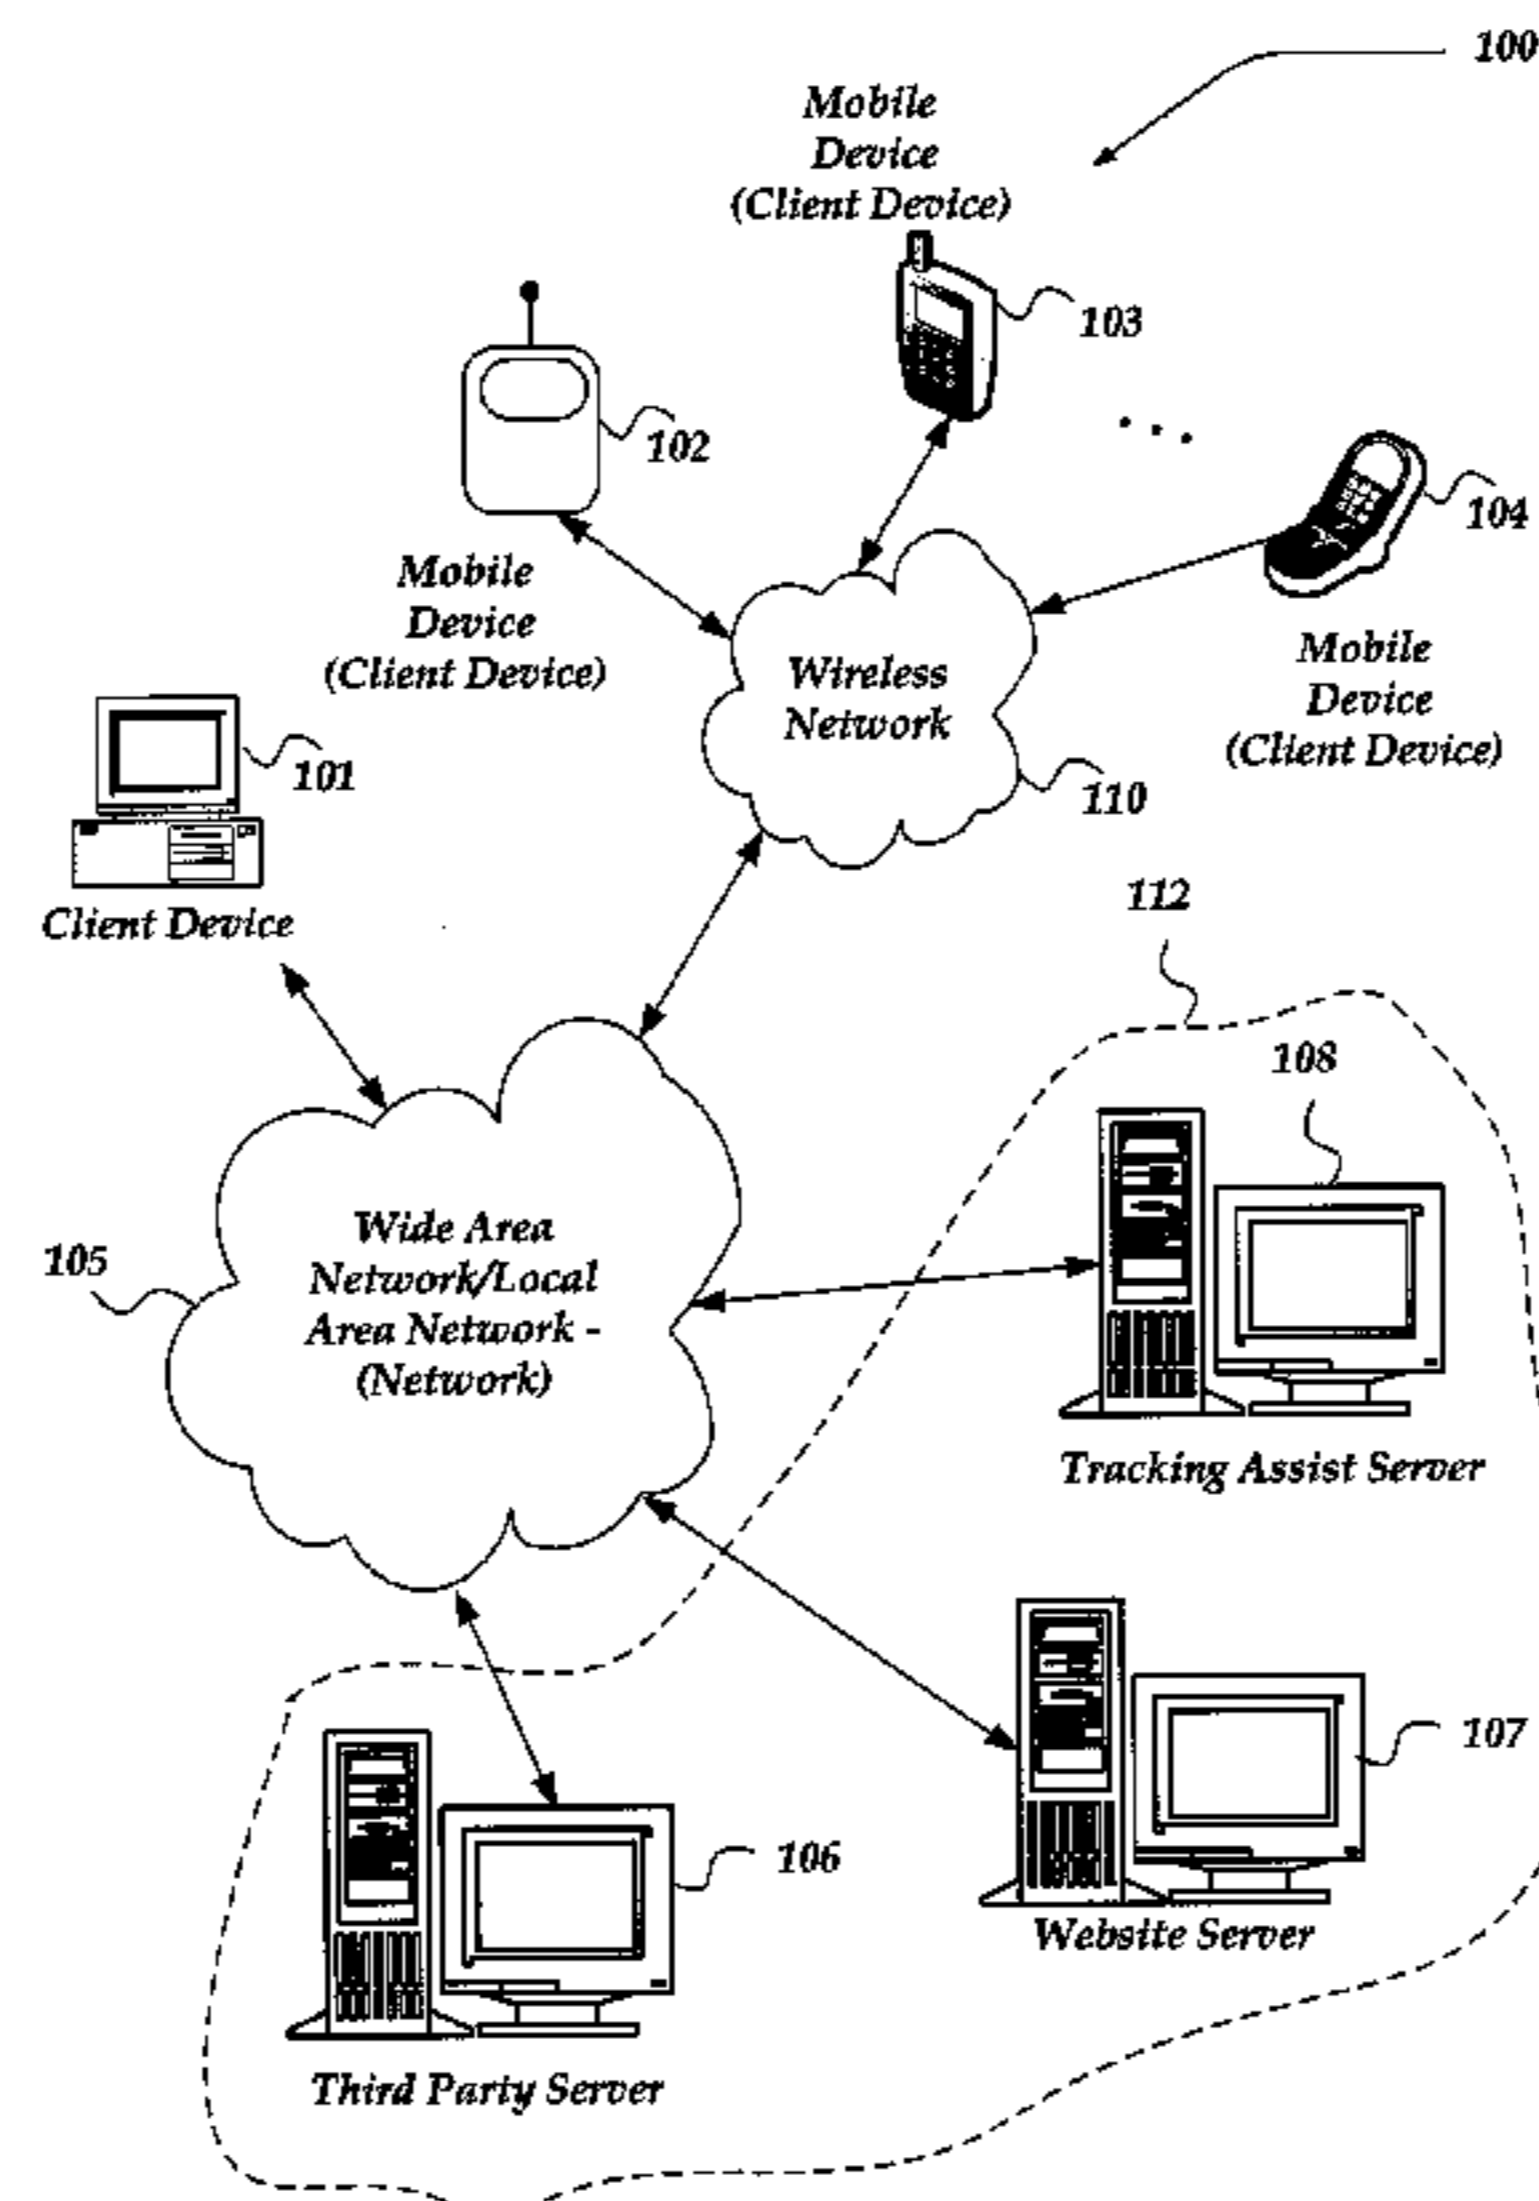 100
Mobile
Device
(Client Device)
103
102
104
Mobile
Device
(Client Device)
Wireless
Network
Mobile
Device
(Client Device)
101
110
Client Device
112
108
105
Wide Area
Network/Local
Area Network -
(Network)
Tracking Assist Server
107
106
Website Server
Third Party Server